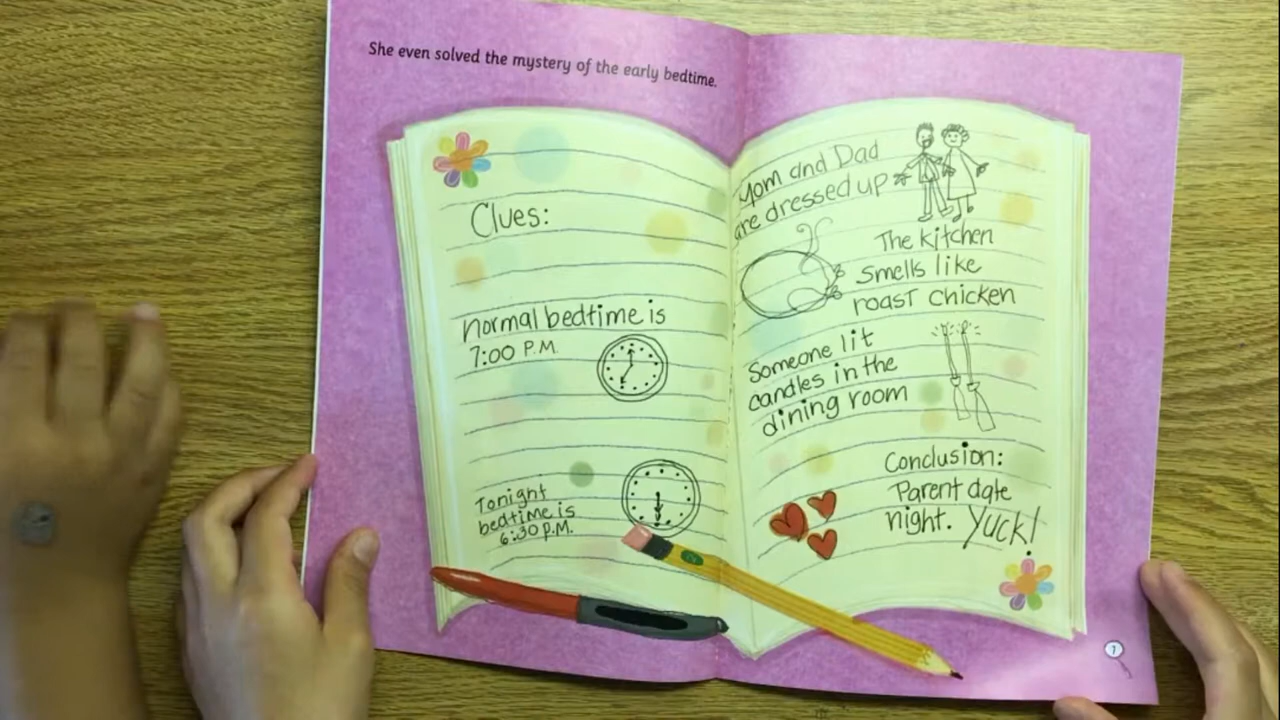 She even solved the mystery of the early bedtime.
Clues:
normal bedtime is
7:00 P.M.
Tonight
bedtime is
6:30 P.M.
Mom and Dad
are dressed up
The kitchen
smells like
roast chicken
Someone lit
candles in the
dining room
Conclusion:
Parent date
night. Yuck!
7